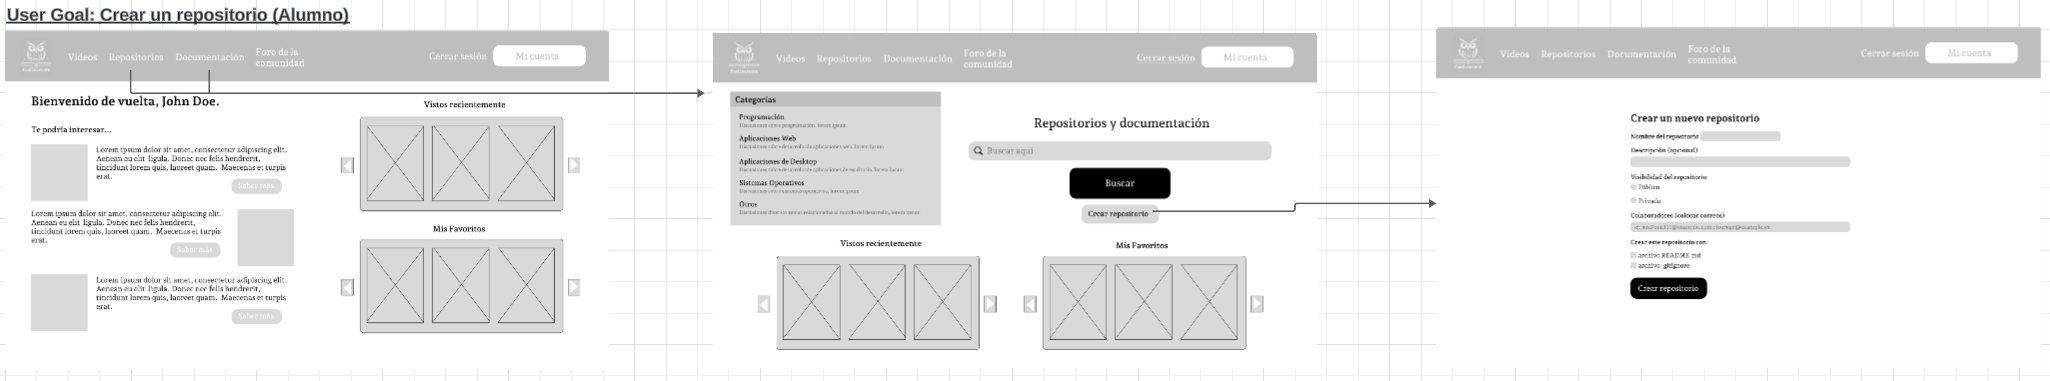 User Goal: Crear un repositorio (Alumno)
Videos
Repositorios
Documentación
Foro de la
comunidad
Cerrar sesión
Mi cuenta
Bienvenido de vuelta, John Doe.
Te podría interesar...
Lorem ipsum dolor sit amet, consectetur adipiscing elit.
Aenean eu elit ligula. Donec nec felis hendrerit,
tincidunt lorem quis, laoreet quam. Maecenas et turpis
erat.
Saber más
Lorem ipsum dolor sit amet, consectetur adipiscing elit.
Aenean eu elit ligula. Donec nec felis hendrerit,
tincidunt lorem quis, laoreet quam. Maecenas et turpis
erat.
Saber más
Lorem ipsum dolor sit amet, consectetur adipiscing elit.
Aenean eu elit ligula. Donec nec felis hendrerit,
tincidunt lorem quis, laoreet quam. Maecenas et turpis
erat.
Saber más
Vistos recientemente
Mis Favoritos
Videos
Repositorios
Documentación
Foro de la
comunidad
Cerrar sesión
Mi cuenta
Categorías
Programación
Aplicaciones Web
Aplicaciones de Desktop
Sistemas Operativos
Otros
Repositorios y documentación
Buscar aquí
Buscar
Crear repositorio
Vistos recientemente
Mis Favoritos
Videos
Repositorios
Documentación
Foro de la
comunidad
Cerrar sesión
Mi cuenta
Crear un nuevo repositorio
Nombre del repositorio
Descripción (opcional)
Visibilidad del repositorio
Público
Privado
Colaboradores (colocar correos)
Crear este repositorio con:
archivo README.md
archivo .gitignore
Crear repositorio